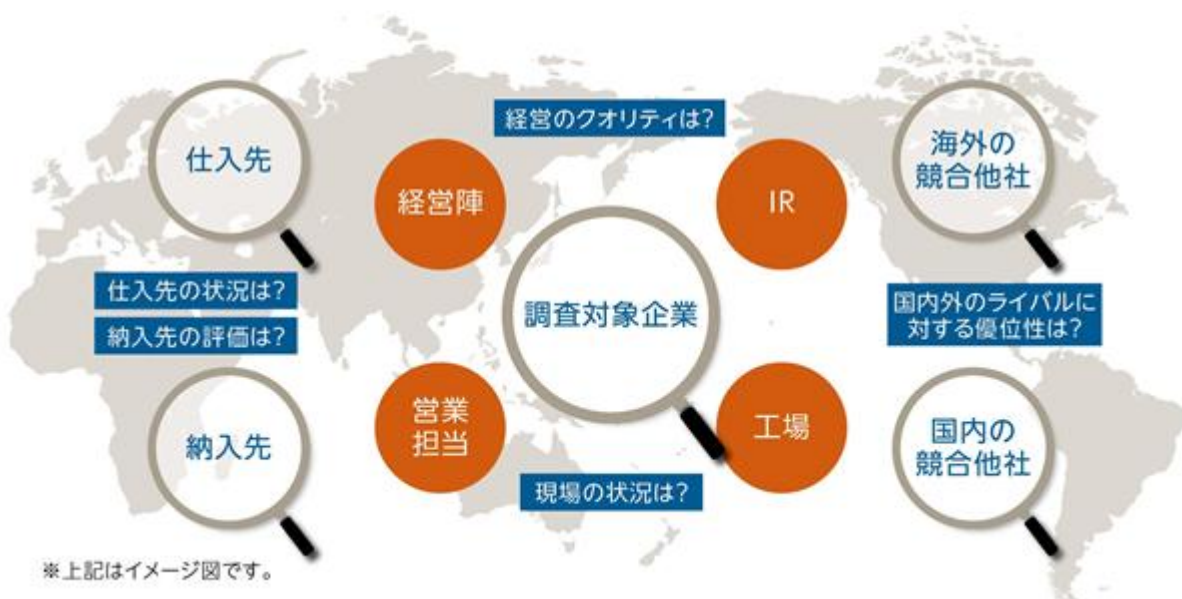 経営のクオリティは?
仕入先
経営陣
IR
海外の
競合他社
仕入先の状況は?
納入先の評価は?
調査対象企業
国内外のライバルに
対する優位性は?
納入先
営業
担当
工場
国内の
競合他社
現場の状況は?
※上記はイメージ図です。